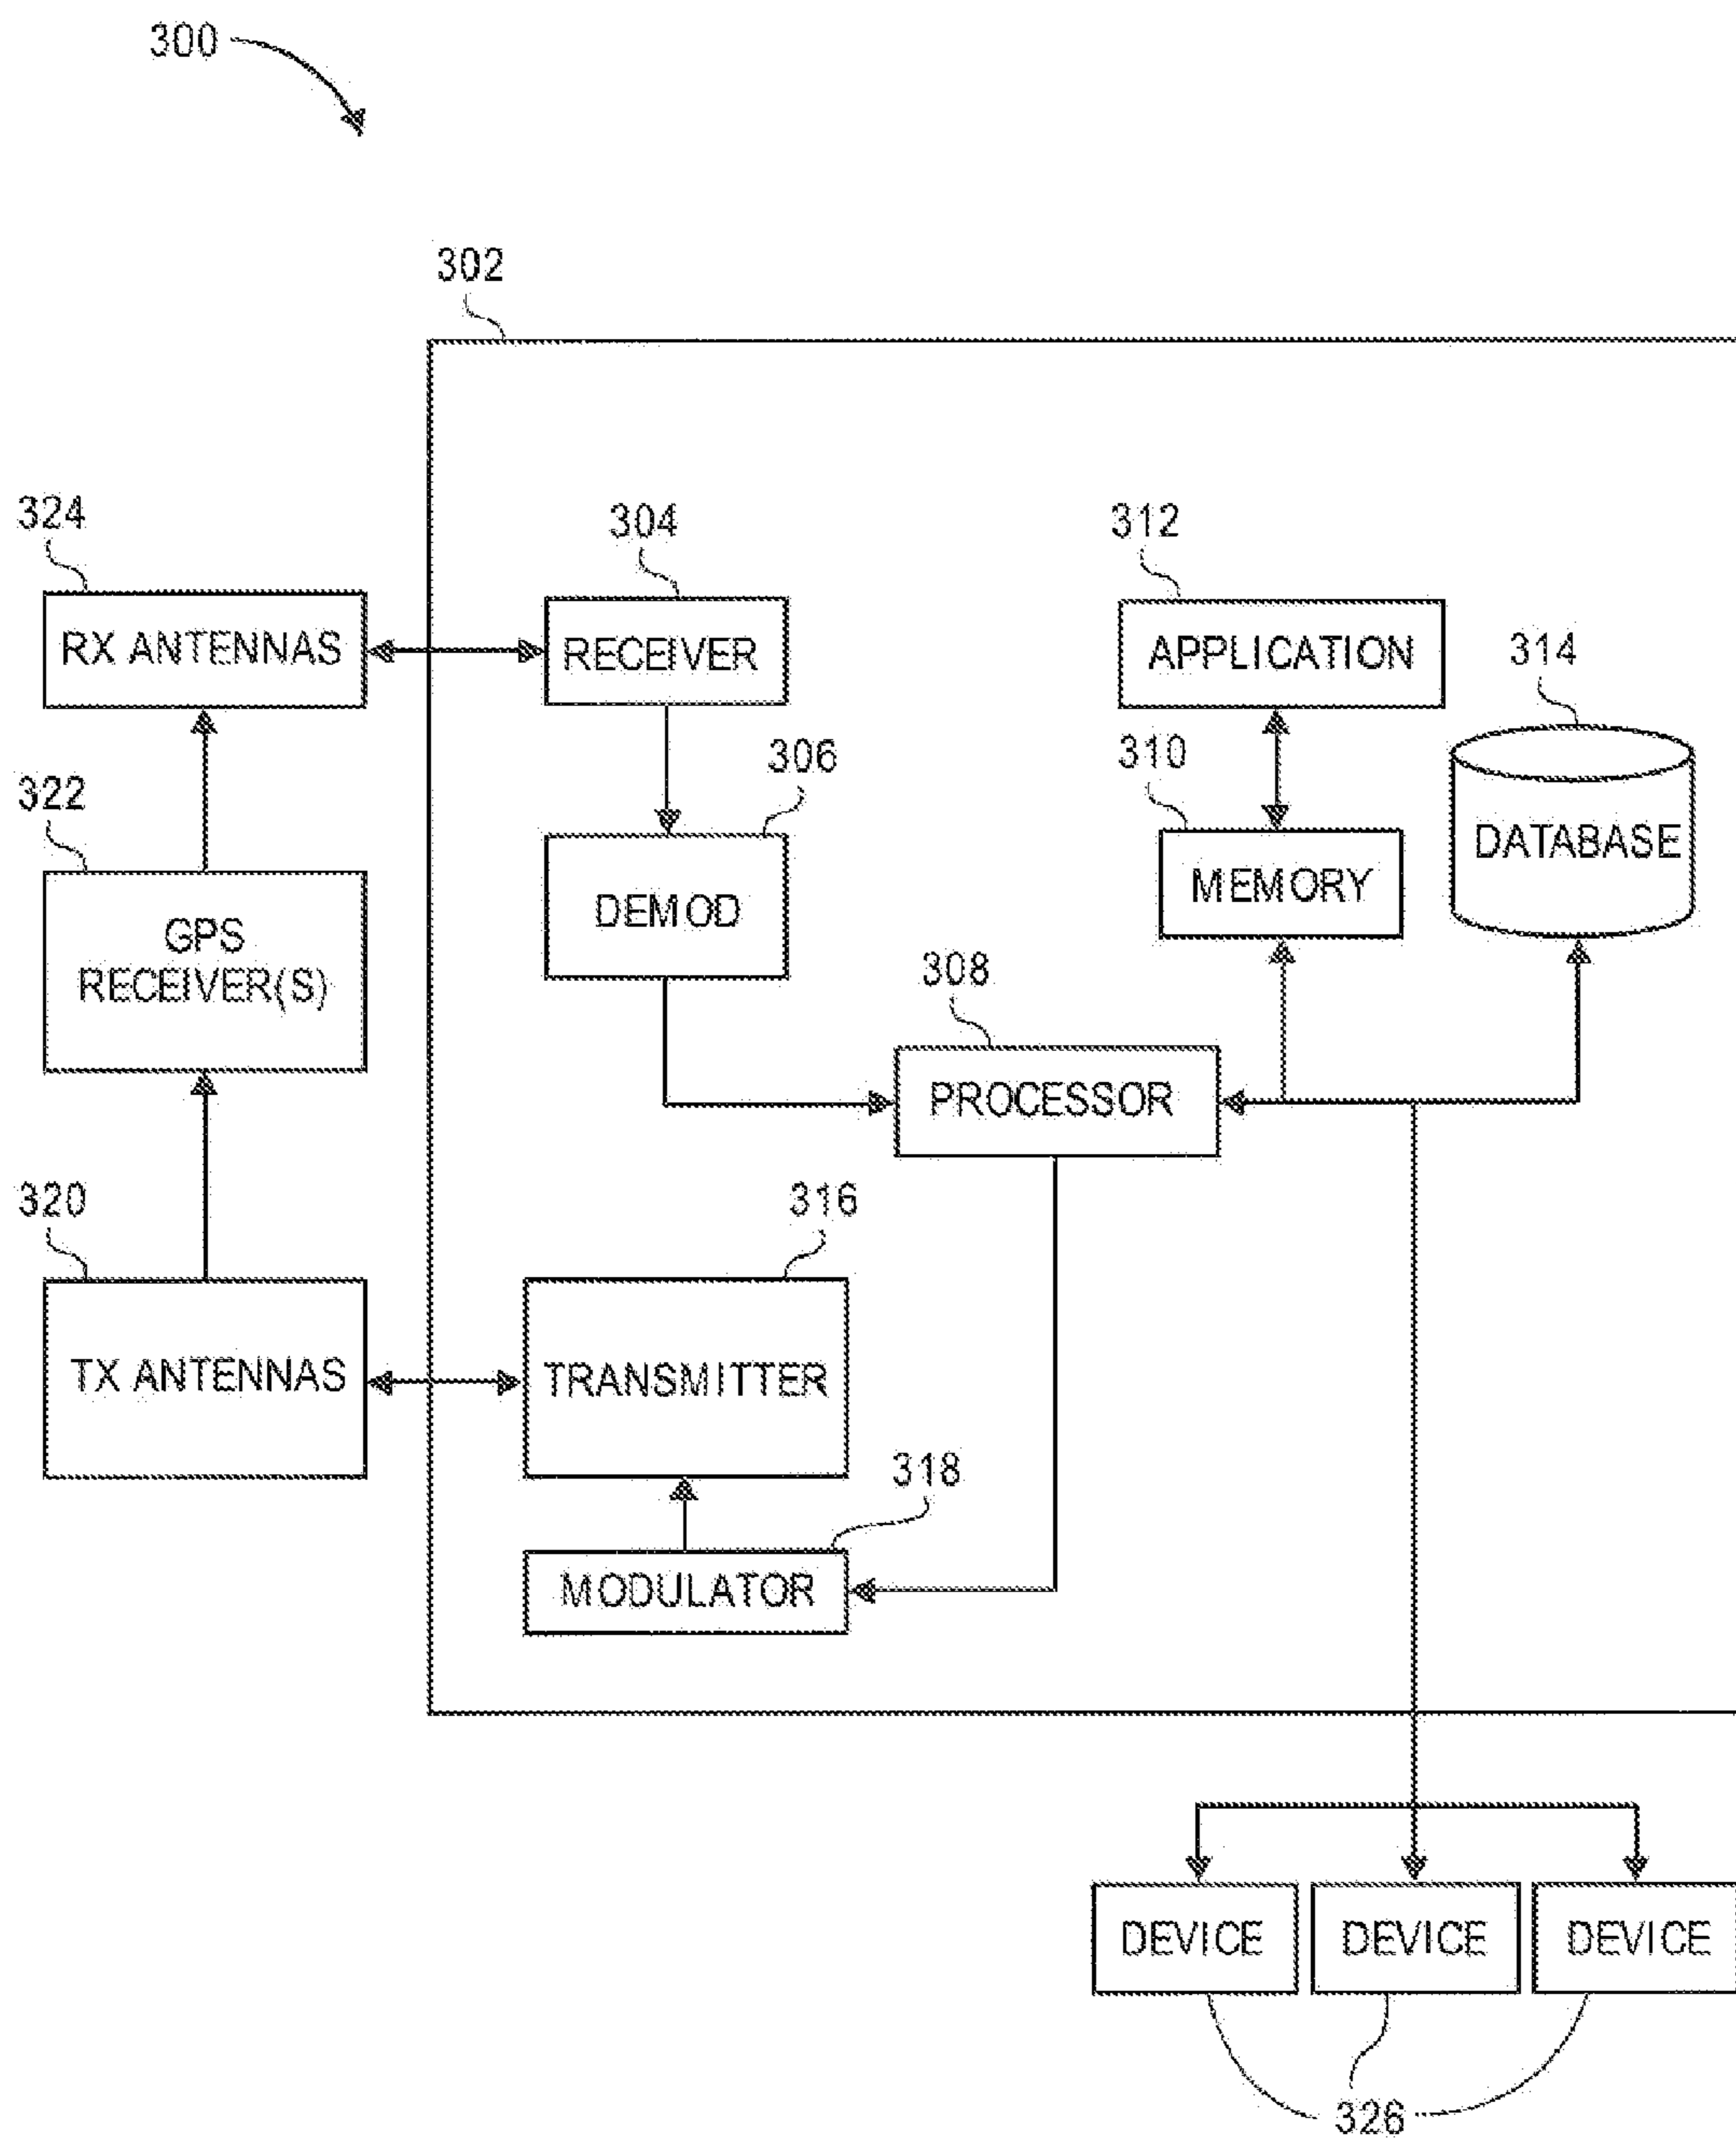 300
302
324
304
312
RX ANTENNAS
RECEIVER
APPLICATION
314
322
306
310
DATABASE
GPS
RECEIVER(S)
DEMOD
MEMORY
308
PROCESSOR
320
316
TX ANTENNAS
TRANSMITTER
318
MODULATOR
DEVICE
DEVICE
DEVICE
326